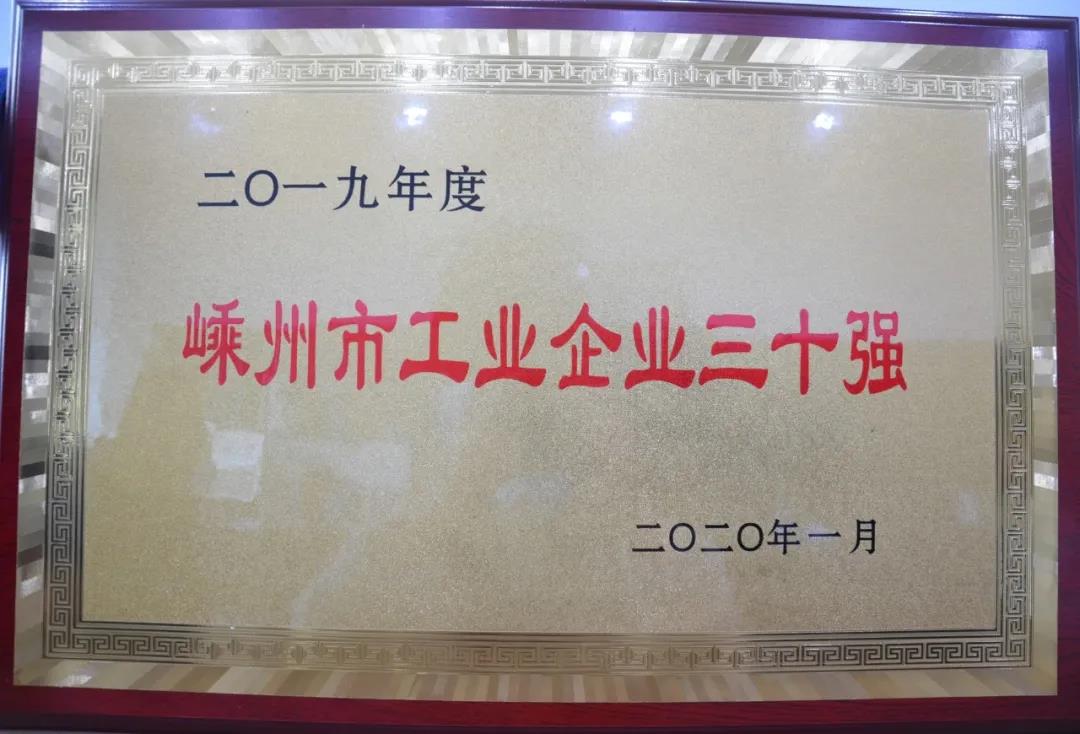 二〇一九年度
嵊州市工业企业三十强
二〇二〇年一月